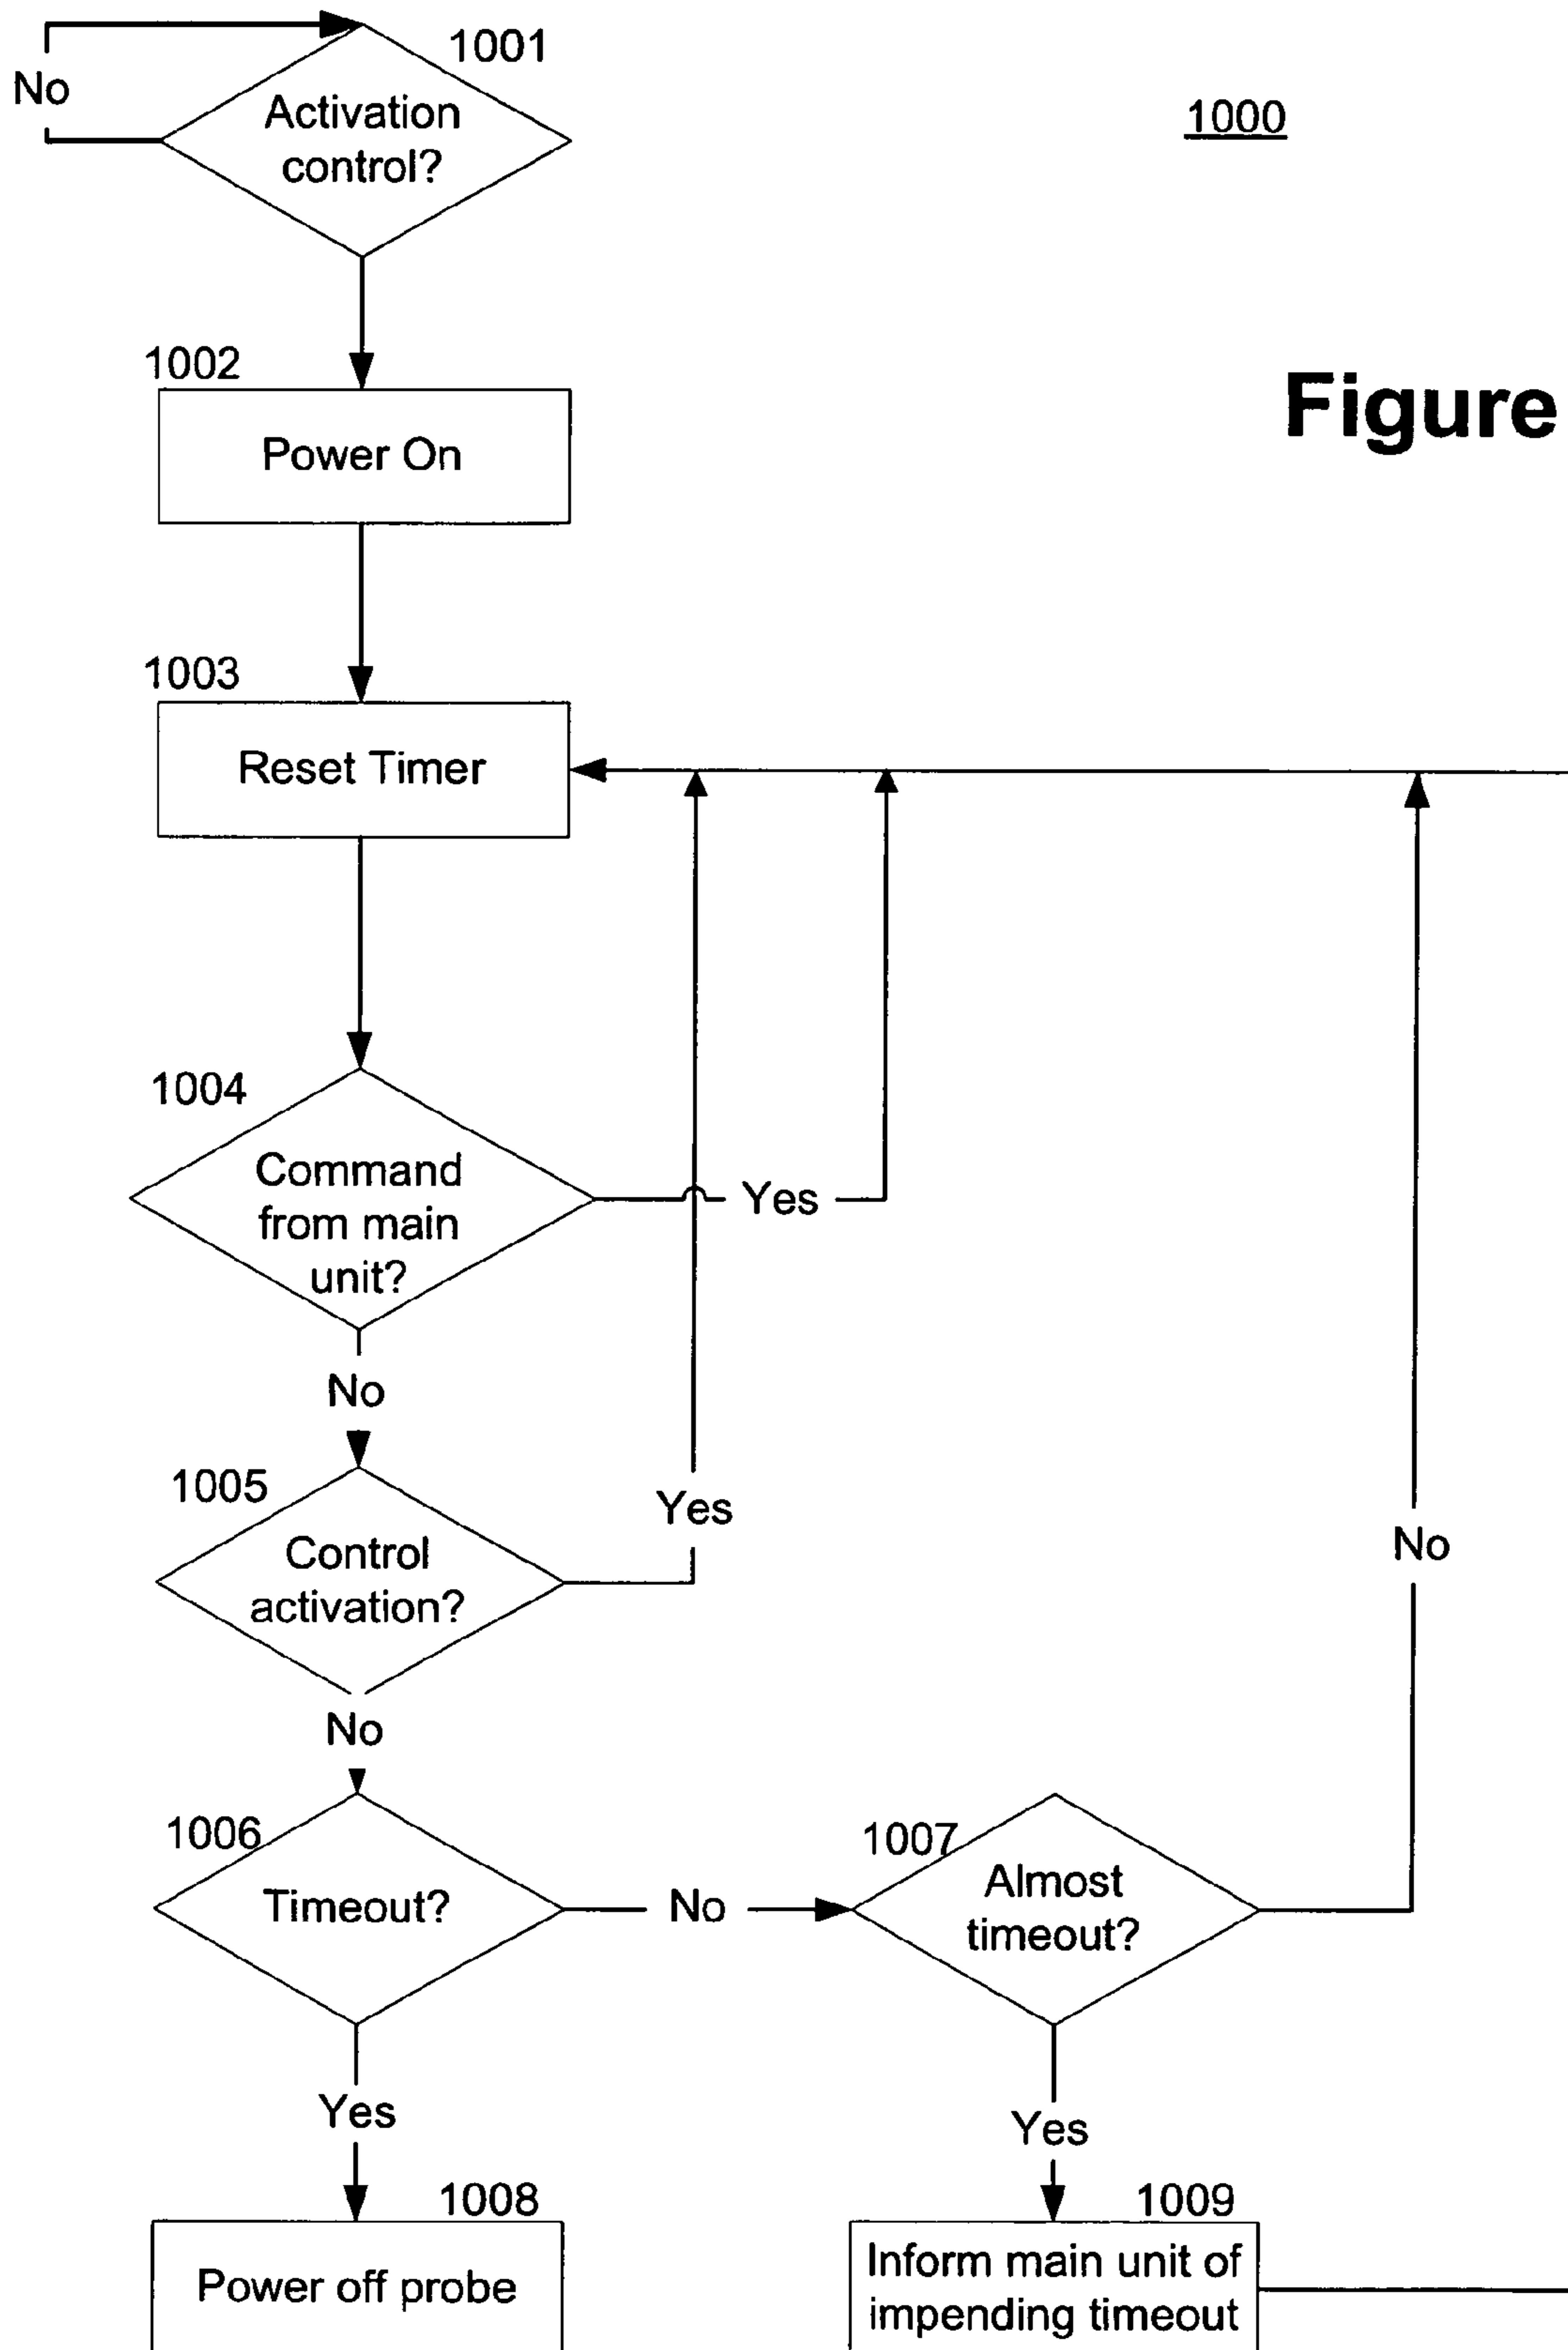 1001
No
Activation
control?
1000
1002
Power On
Figure
1003
Reset Timer
1004
Command
from main
unit?
Yes
No
1005
Control
activation?
Yes
No
No
1006
Timeout?
No
1007
Almost
timeout?
Yes
Yes
1008
Power off probe
1009
Inform main unit of
impending timeout